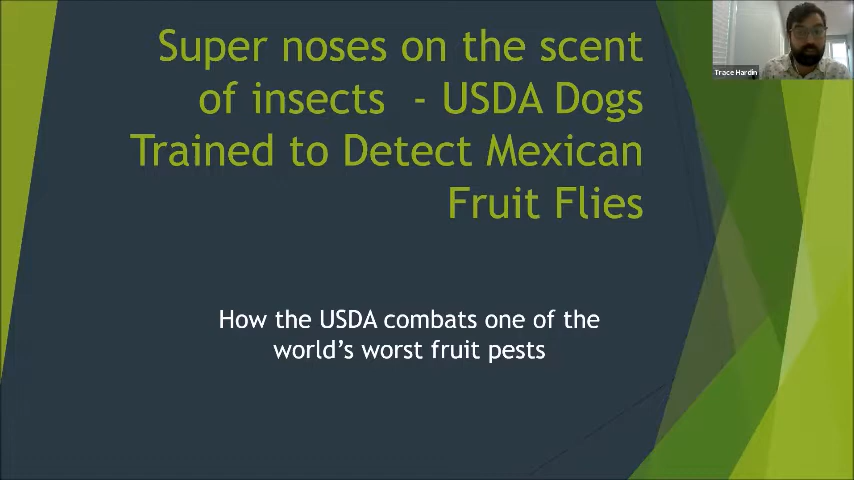 Super noses on the scent
of insects - USDA Dogs
Trained to Detect Mexican
Fruit Flies
How the USDA combats one of the
world's worst fruit pests
Trace Hardin